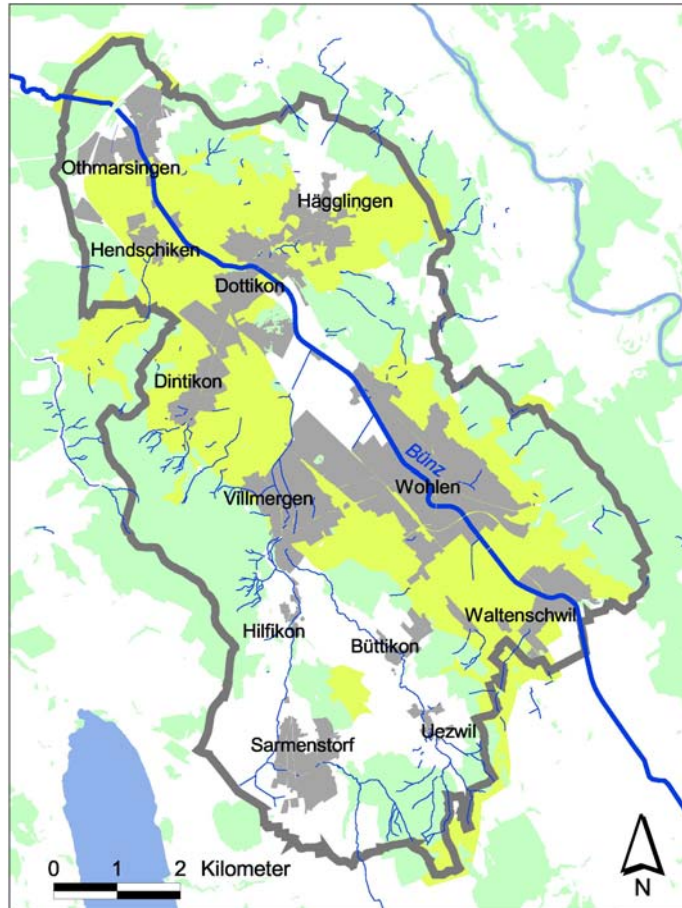 Othmarsingen
Hägglingen
Hendschiken
Dottikon
Dintikon
Bünz
Villmergen
Wohlen
Waltenschwil
Hilfikon
Büttikon
Uezwil
Sarmenstorf
0 1 2 Kilometer
N